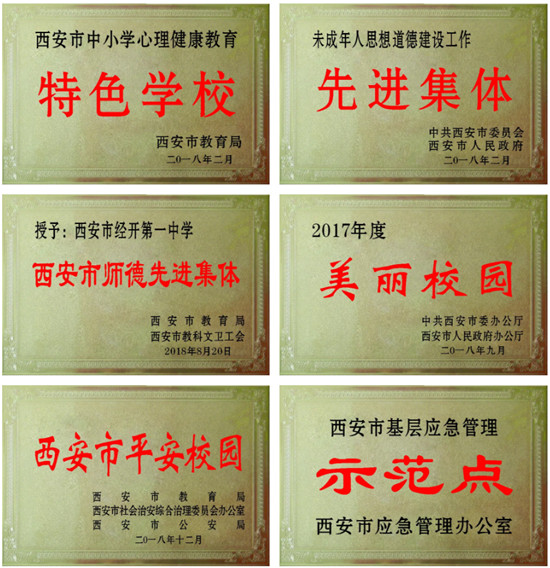 西安市中小学心理健康教育
特色学校
西安市教育局
二〇一八年二月
未成年人思想道德建设工作
先进集体
中共西安市委员会
西安市人民政府
二〇一八年二月
授予：西安市经开第一中学
西安市师德先进集体
西安市教育局
西安市教科文卫工会
2018年8月20日
2017年度
美丽校园
中共西安市委办公厅
西安市人民政府办公厅
二〇一八年九月
西安市平安校园
西安市教育局
西安市社会治安综合治理委员会办公室
西安市公安局
二〇一八年十二月
西安市基层应急管理
示范点
西安市应急管理办公室